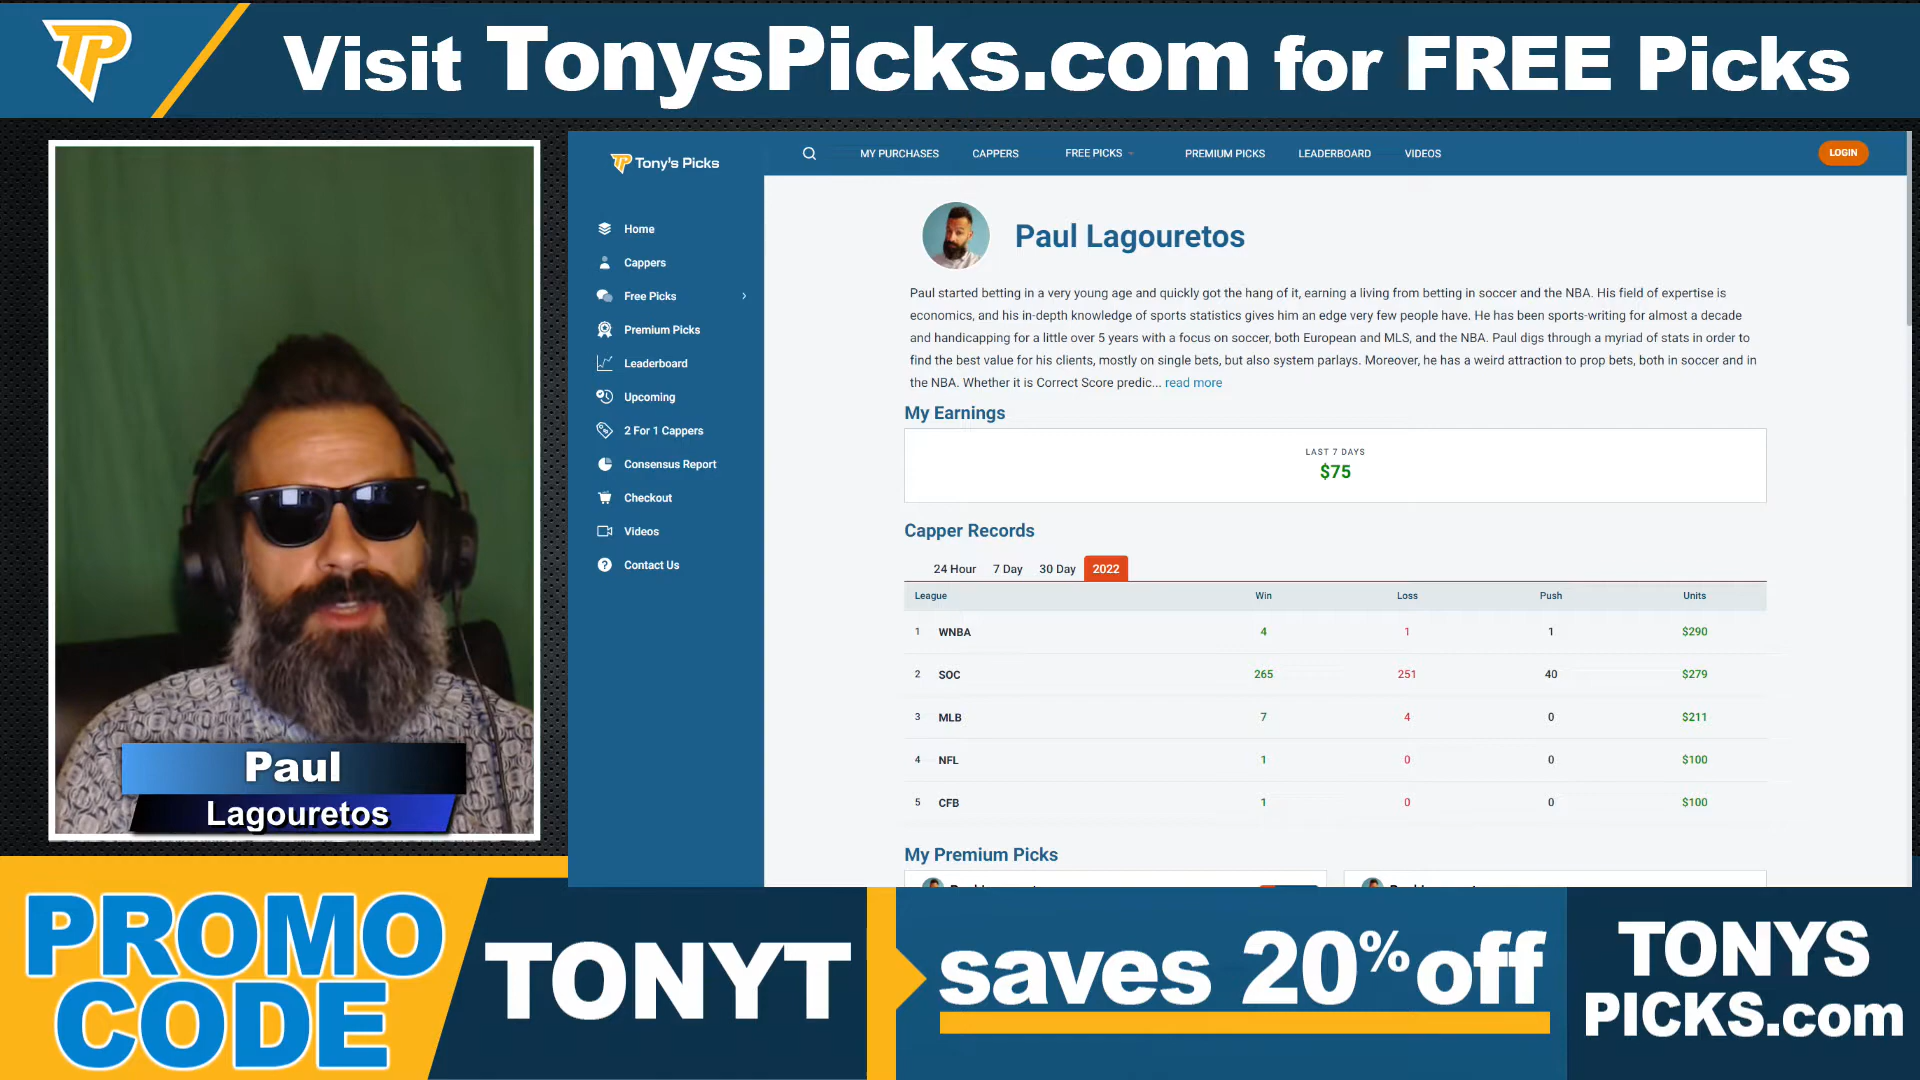 TP
Visit TonysPicks.com for FREE Picks
TP Tony's Picks
MY PURCHASES
CAPPERS
FREE PICKS
PREMIUM PICKS
LEADERBOARD
VIDEOS
LOGIN
Home
Cappers
Free Picks
Premium Picks
Leaderboard
Upcoming
2 For 1 Cappers
Consensus Report
Checkout
Videos
Contact Us
Paul Lagouretos
Paul started betting in a very young age and quickly got the hang of it, earning a living from betting in soccer and the NBA. His field of expertise is
economics, and his in-depth knowledge of sports statistics gives him an edge very few people have. He has been sports-writing for almost a decade
and handicapping for a little over 5 years with a focus on soccer, both European and MLS, and the NBA. Paul digs through a myriad of stats in order to
find the best value for his clients, mostly on single bets, but also system parlays. Moreover, he has a weird attraction to prop bets, both in soccer and in
the NBA. Whether it is Correct Score predic... read more
My Earnings
LAST 7 DAYS
$75
Capper Records
24 Hour 7 Day 30 Day 2022
League Win Loss Push Units
1 WNBA 4 1 1 $290
2 SOC 265 251 40 $279
3 MLB 7 4 0 $211
4 NFL 1 0 0 $100
5 CFB 1 0 0 $100
My Premium Picks
Paul
Lagouretos
PROMO
CODE
TONYT
saves 20% off
TONYS
PICKS.com